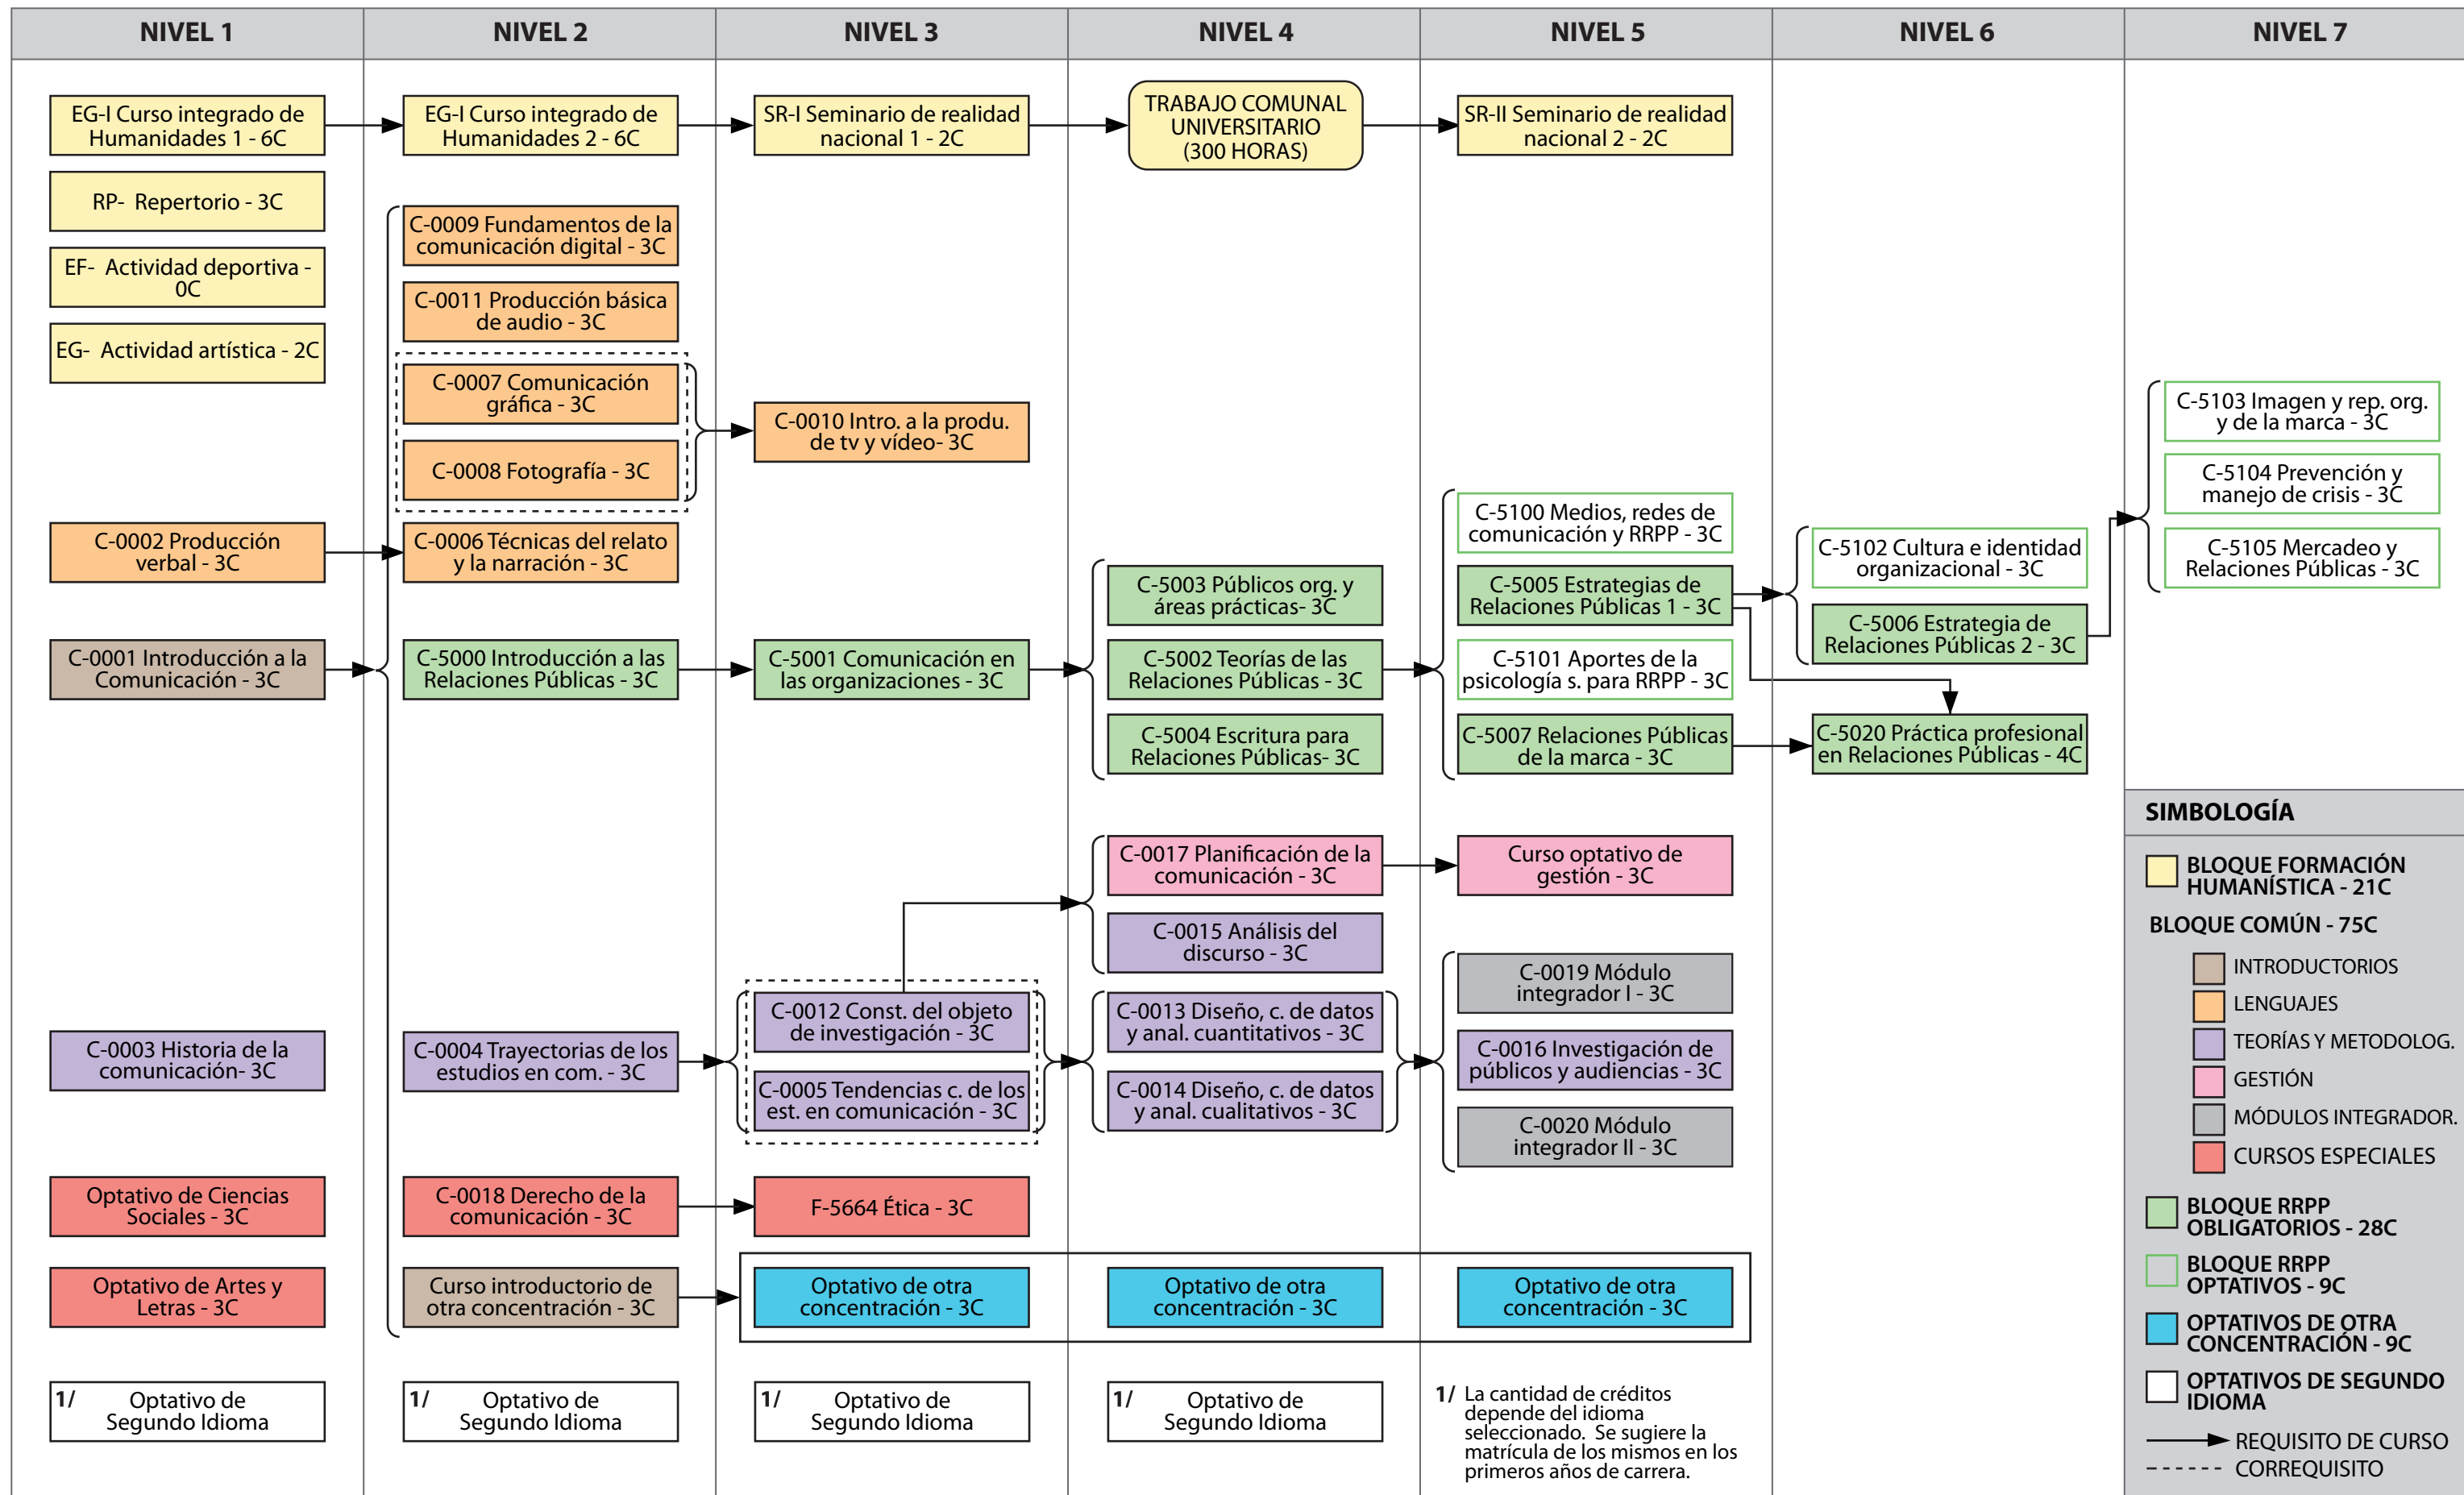 NIVEL 1
NIVEL 2
NIVEL 3
NIVEL 4
NIVEL 5
NIVEL 6
NIVEL 7
EG-I Curso integrado de
Humanidades 1 - 6C
RP- Repertorio - 3C
EF- Actividad deportiva -
0C
EG- Actividad artística - 2C
C-0002 Producción
verbal - 3C
C-0001 Introducción a la
Comunicación - 3C
C-0003 Historia de la
comunicación- 3C
Optativo de Ciencias
Sociales - 3C
Optativo de Artes y
Letras - 3C
1/ Optativo de
Segundo Idioma
EG-I Curso integrado de
Humanidades 2 - 6C
C-0009 Fundamentos de la
comunicación digital - 3C
C-0011 Producción básica
de audio - 3C
C-0007 Comunicación
gráfica - 3C
C-0008 Fotografía - 3C
C-0006 Técnicas del relato
y la narración - 3C
C-5000 Introducción a las
Relaciones Públicas - 3C
C-0004 Trayectorias de los
estudios en com. - 3C
C-0018 Derecho de la
comunicación - 3C
Curso introductorio de
otra concentración - 3C
1/ Optativo de
Segundo Idioma
SR-I Seminario de realidad
nacional 1 - 2C
C-0010 Intro. a la produ.
de tv y vídeo- 3C
C-5001 Comunicación en
las organizaciones - 3C
C-0012 Const. del objeto
de investigación - 3C
C-0005 Tendencias c. de los
est. en comunicación - 3C
F-5664 Ética - 3C
Optativo de otra
concentración - 3C
1/ Optativo de
Segundo Idioma
TRABAJO COMUNAL
UNIVERSITARIO
(300 HORAS)
C-5003 Públicos org. y
áreas prácticas- 3C
C-5002 Teorías de las
Relaciones Públicas - 3C
C-5004 Escritura para
Relaciones Públicas- 3C
C-0017 Planificación de la
comunicación - 3C
C-0015 Análisis del
discurso - 3C
C-0013 Diseño, c. de datos
y anal. cuantitativos - 3C
C-0014 Diseño, c. de datos
y anal. cualitativos - 3C
Optativo de otra
concentración - 3C
1/ Optativo de
Segundo Idioma
SR-II Seminario de realidad
nacional 2 - 2C
C-5100 Medios, redes de
comunicación y RRPP - 3C
C-5005 Estrategias de
Relaciones Públicas 1 - 3C
C-5101 Aportes de la
psicología s. para RRPP - 3C
C-5007 Relaciones Públicas
de la marca - 3C
Curso optativo de
gestión - 3C
C-0019 Módulo
integrador I - 3C
C-0016 Investigación de
públicos y audiencias - 3C
C-0020 Módulo
integrador II - 3C
Optativo de otra
concentración - 3C
1/ La cantidad de créditos
depende del idioma
seleccionado. Se sugiere la
matrícula de los mismos en los
primeros años de carrera.
C-5102 Cultura e identidad
organizacional - 3C
C-5006 Estrategia de
Relaciones Públicas 2 - 3C
C-5020 Práctica profesional
en Relaciones Públicas - 4C
C-5103 Imagen y rep. org.
y de la marca - 3C
C-5104 Prevención y
manejo de crisis - 3C
C-5105 Mercadeo y
Relaciones Públicas - 3C
SIMBOLOGÍA
BLOQUE FORMACIÓN
HUMANÍSTICA - 21C
BLOQUE COMÚN - 75C
INTRODUCTORIOS
LENGUAJES
TEORÍAS Y METODOLOG.
GESTIÓN
MÓDULOS INTEGRADOR.
CURSOS ESPECIALES
BLOQUE RRPP
OBLIGATORIOS - 28C
BLOQUE RRPP
OPTATIVOS - 9C
OPTATIVOS DE OTRA
CONCENTRACIÓN - 9C
OPTATIVOS DE SEGUNDO
IDIOMA
REQUISITO DE CURSO
CORREQUISITO